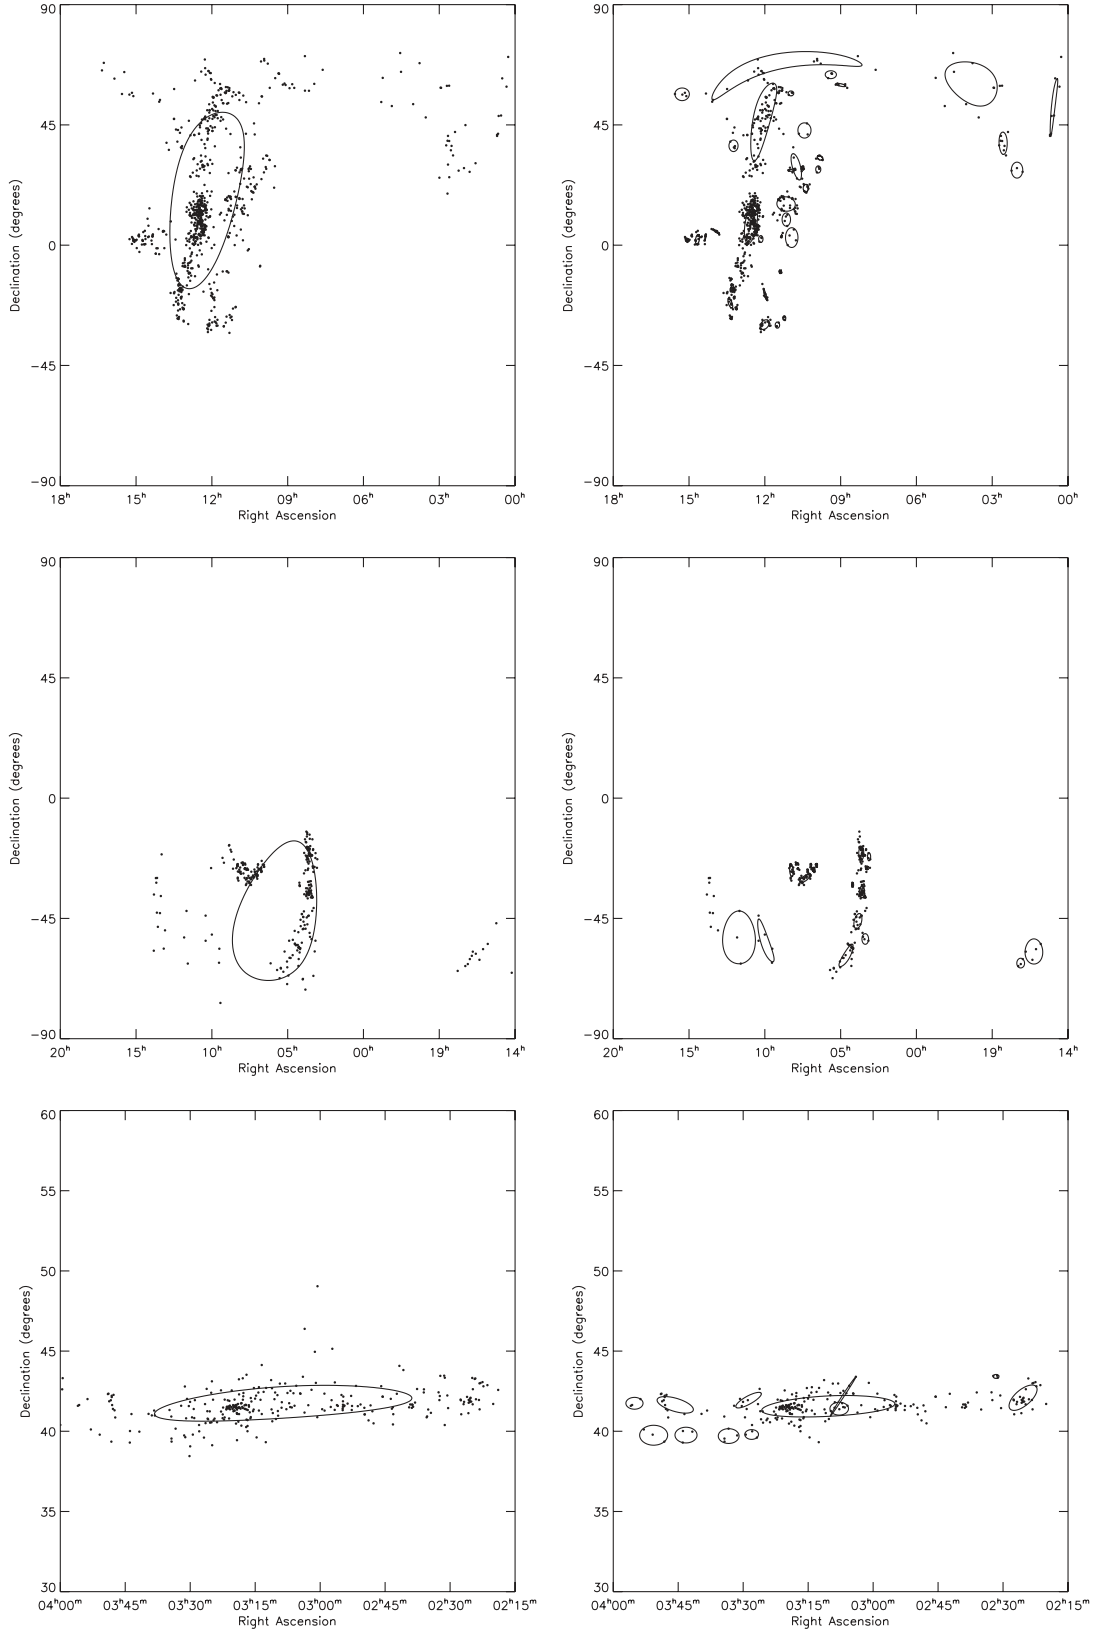 90
45
0
−45
−90
Declination (degrees)
18ʰ 15ʰ 12ʰ 09ʰ 06ʰ 03ʰ 00ʰ
Right Ascension
90
45
0
−45
−90
Declination (degrees)
18ʰ 15ʰ 12ʰ 09ʰ 06ʰ 03ʰ 00ʰ
Right Ascension
90
45
0
−45
−90
Declination (degrees)
20ʰ 15ʰ 10ʰ 05ʰ 00ʰ 19ʰ 14ʰ
Right Ascension
90
45
0
−45
−90
Declination (degrees)
20ʰ 15ʰ 10ʰ 05ʰ 00ʰ 19ʰ 14ʰ
Right Ascension
60
55
50
45
40
35
30
Declination (degrees)
04ʰ00ᵐ 03ʰ45ᵐ 03ʰ30ᵐ 03ʰ15ᵐ 03ʰ00ᵐ 02ʰ45ᵐ 02ʰ30ᵐ 02ʰ15ᵐ
Right Ascension
60
55
50
45
40
35
30
Declination (degrees)
04ʰ00ᵐ 03ʰ45ᵐ 03ʰ30ᵐ 03ʰ15ᵐ 03ʰ00ᵐ 02ʰ45ᵐ 02ʰ30ᵐ 02ʰ15ᵐ
Right Ascension